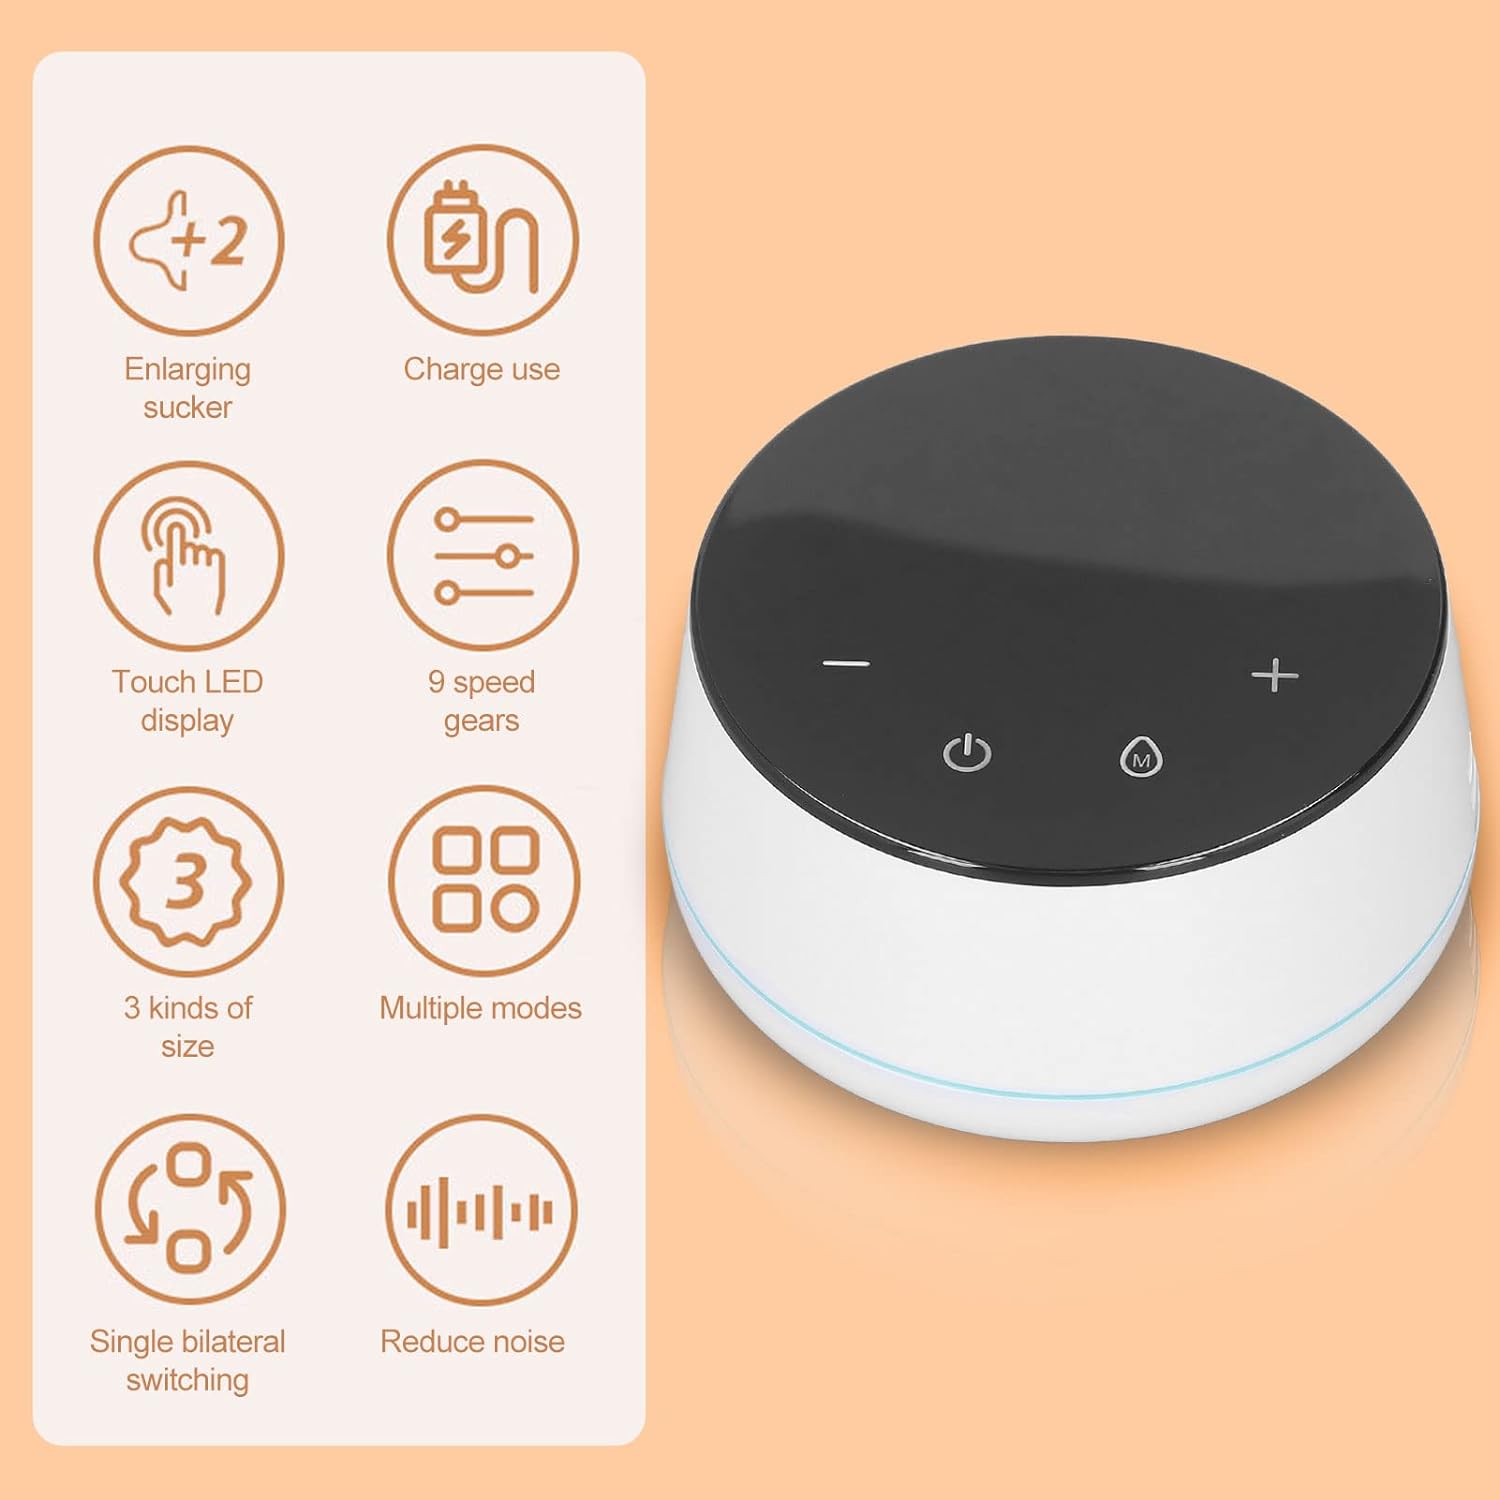 +2
Enlarging
sucker
Charge use
Touch LED
display
9 speed
gears
3
3 kinds of
size
Multiple modes
Single bilateral
switching
Reduce noise
M